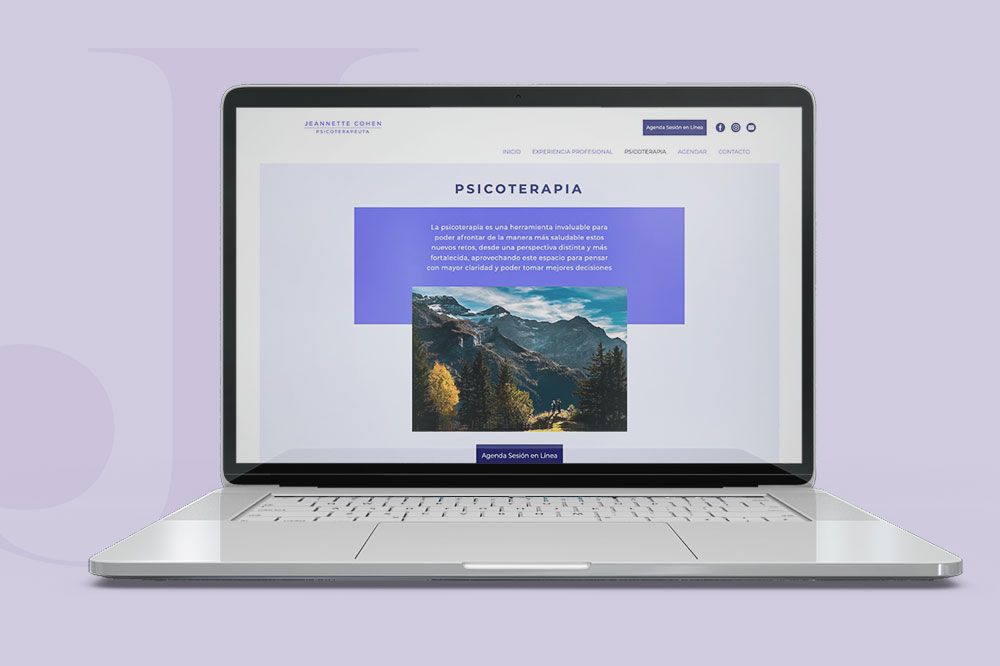 JEANNETTE COHEN
PSICOTERAPEUTA
Agenda Sesión en Línea
INICIO EXPERIENCIA PROFESIONAL PSICOTERAPIA AGENDAR CONTACTO
PSICOTERAPIA
La psicoterapia es una herramienta invaluable para
poder afrontar de la manera más saludable estos
nuevos retos, desde una perspectiva distinta y más
fortalecida, aprovechando este espacio para pensar
con mayor claridad y poder tomar mejores decisiones
Agenda Sesión en Línea